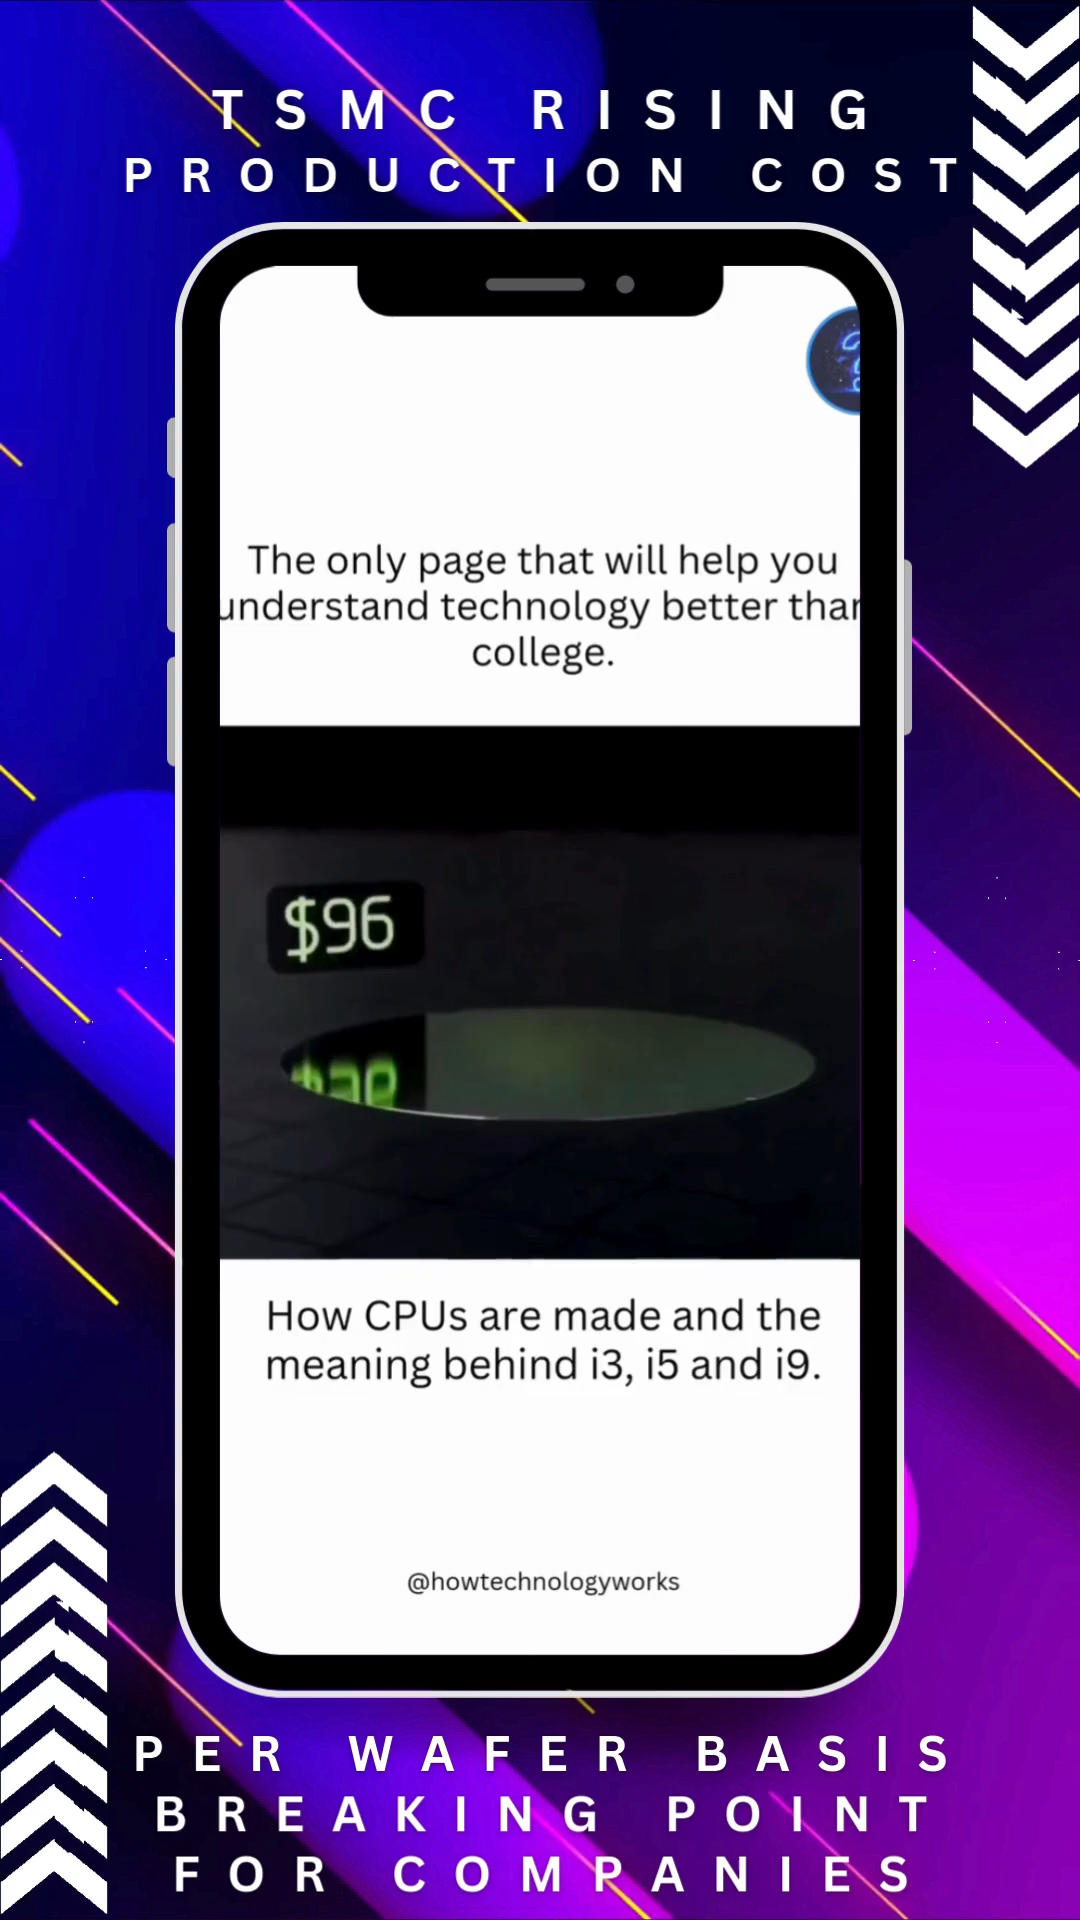 TSMC RISING
PRODUCTION COST
The only page that will help you
understand technology better than
college.
$96
How CPUs are made and the
meaning behind i3, i5 and i9.
@howtechnologyworks
PER WAFER BASIS
BREAKING POINT
FOR COMPANIES